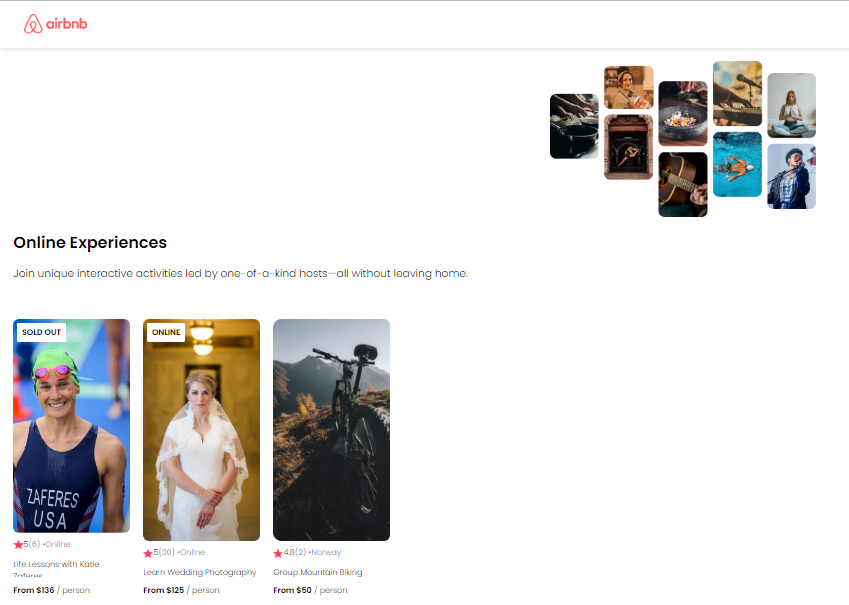 airbnb
Online Experiences
Join unique interactive activities led by one-of-a-kind hosts—all without leaving home.
SOLD OUT
ZAFERES
USA
5(6) •Online
Life Lessons with Katie
Zaferes
From $136 / person
ONLINE
5(30) •Online
Learn Wedding Photography
From $125 / person
4.8(2) •Norway
Group Mountain Biking
From $50 / person